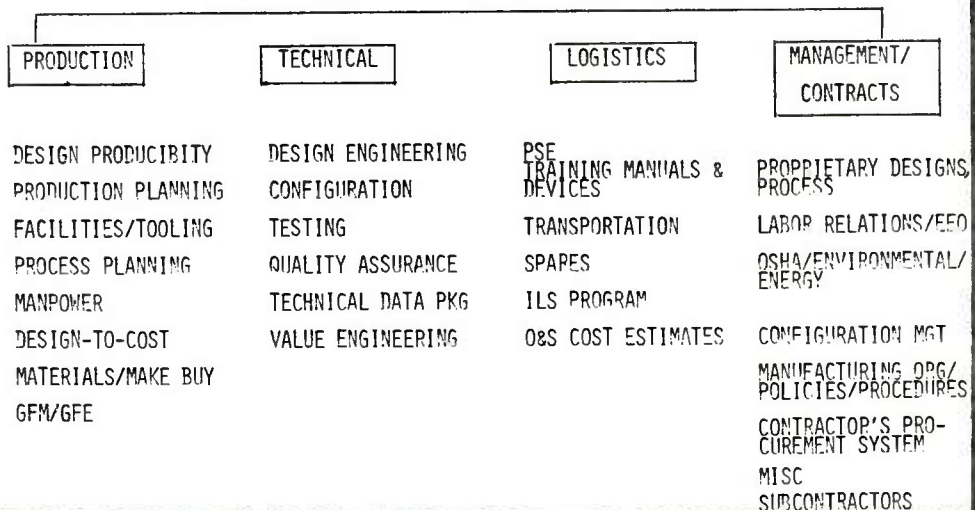 PRODUCTION
DESIGN PRODUCIBITY
PRODUCTION PLANNING
FACILITIES/TOOLING
PROCESS PLANNING
MANPOWER
DESIGN-TO-COST
MATERIALS/MAKE BUY
GFM/GFE
TECHNICAL
DESIGN ENGINEERING
CONFIGURATION
TESTING
QUALITY ASSURANCE
TECHNICAL DATA PKG
VALUE ENGINEERING
LOGISTICS
PSE
TRAINING MANUALS &
DEVICES
TRANSPORTATION
SPARES
ILS PROGRAM
O&S COST ESTIMATES
MANAGEMENT/
CONTRACTS
PROPRIETARY DESIGNS,
PROCESS
LABOR RELATIONS/EEO
OSHA/ENVIRONMENTAL/
ENERGY
CONFIGURATION MGT
MANUFACTURING ORG/
POLICIES/PROCEDURES
CONTRACTOR'S PRO-
CUREMENT SYSTEM
MISC
SUBCONTRACTORS